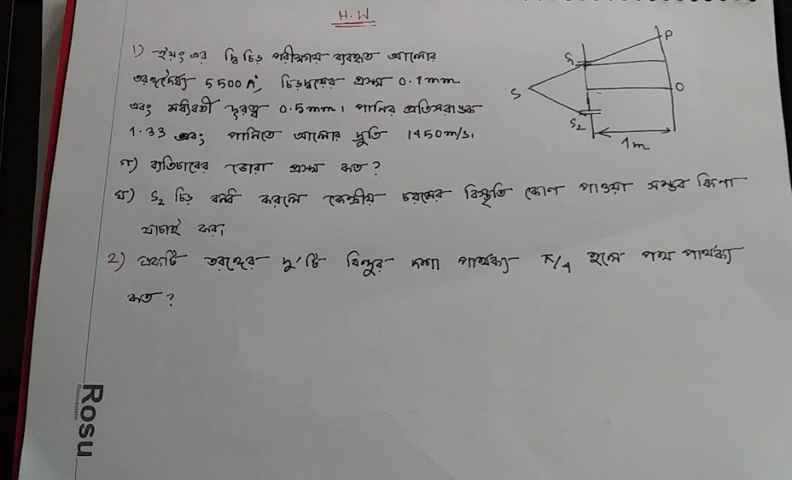 H.W
১) ইয়ং এর দ্বি চিড় পরীক্ষায় ব্যবহৃত আলোর
তরঙ্গদৈর্ঘ্য 5500 A°, চিড়দ্বয়ের প্রস্থ 0.1mm
এবং মধ্যবর্তী দূরত্ব 0.5mm। পানির প্রতিসরাঙ্ক
1.33 এবং পানিতে আলোর দ্রুতি 1450m/s।
গ) ব্যতিচারের ডোরা প্রস্থ কত?
ঘ) S₂ চিড় বন্ধ করলে কেন্দ্রীয় চরমের বিস্তৃতি কোণ পাওয়া সম্ভব কিনা
যাচাই কর।
2) একটি তরঙ্গের দু'টি বিন্দুর দশা পার্থক্য π/4 হলে পথ পার্থক্য
কত?
P
S₁
S
O
S₂
1m
Rosu